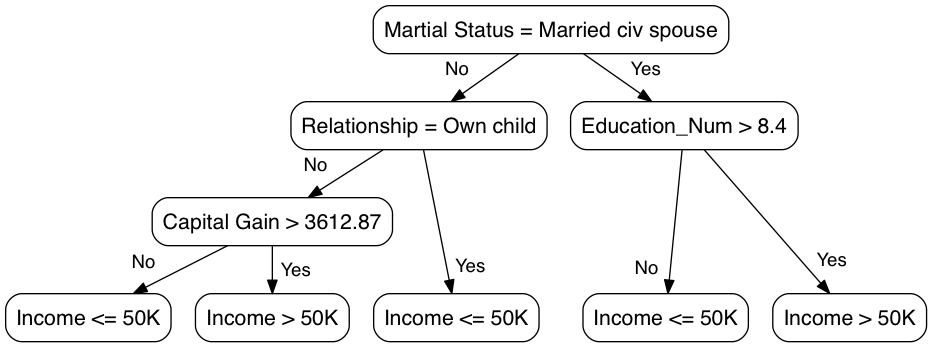 Martial Status = Married civ spouse
No
Yes
Relationship = Own child
Education_Num > 8.4
No
Capital Gain > 3612.87
No
Yes
Yes
No
Yes
Income <= 50K
Income > 50K
Income <= 50K
Income <= 50K
Income > 50K